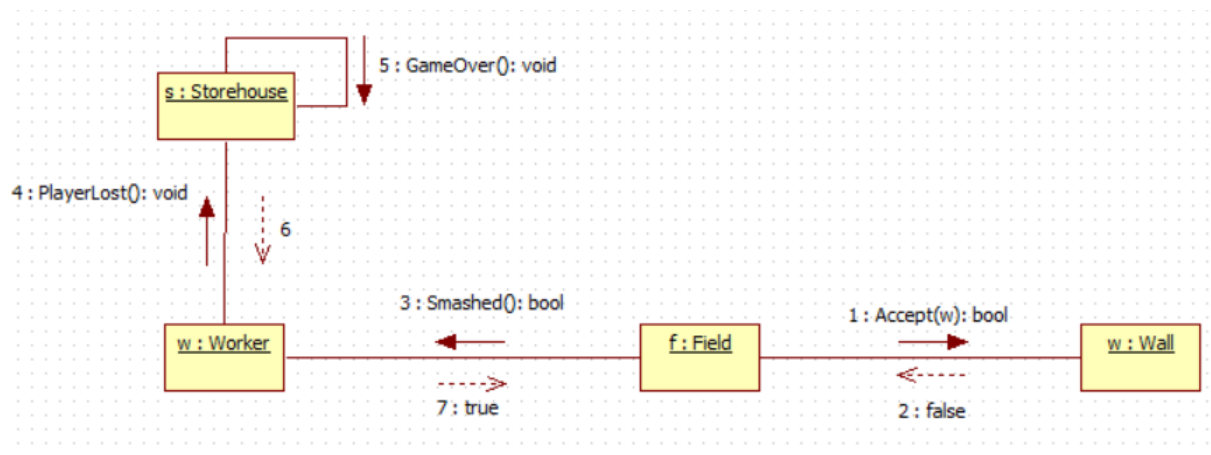 5 : GameOver(): void
s : Storehouse
4 : PlayerLost(): void
6
3 : Smashed(): bool
1 : Accept(w): bool
w : Worker
f : Field
w : Wall
7 : true
2 : false